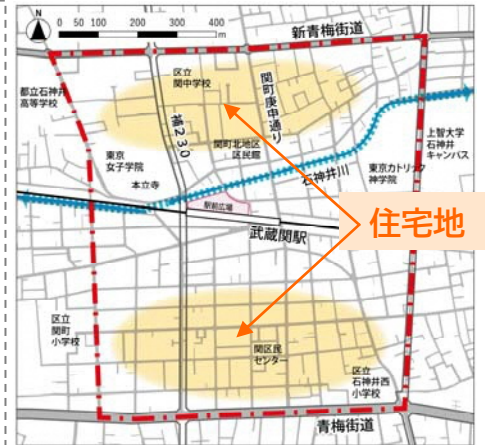 0 50 100 200 300 400
m
新青梅街道
区立
関中学校
都立石神井
高等学校
関町庚申通り
補230
関町北地区
区民館
上智大学
石神井
キャンパス
東京
女子学院
石神井川
東京カトリック
神学院
本立寺
駅前広場
武蔵関駅
住宅地
区立
関町
小学校
関区民
センター
区立
石神井西
小学校
青梅街道